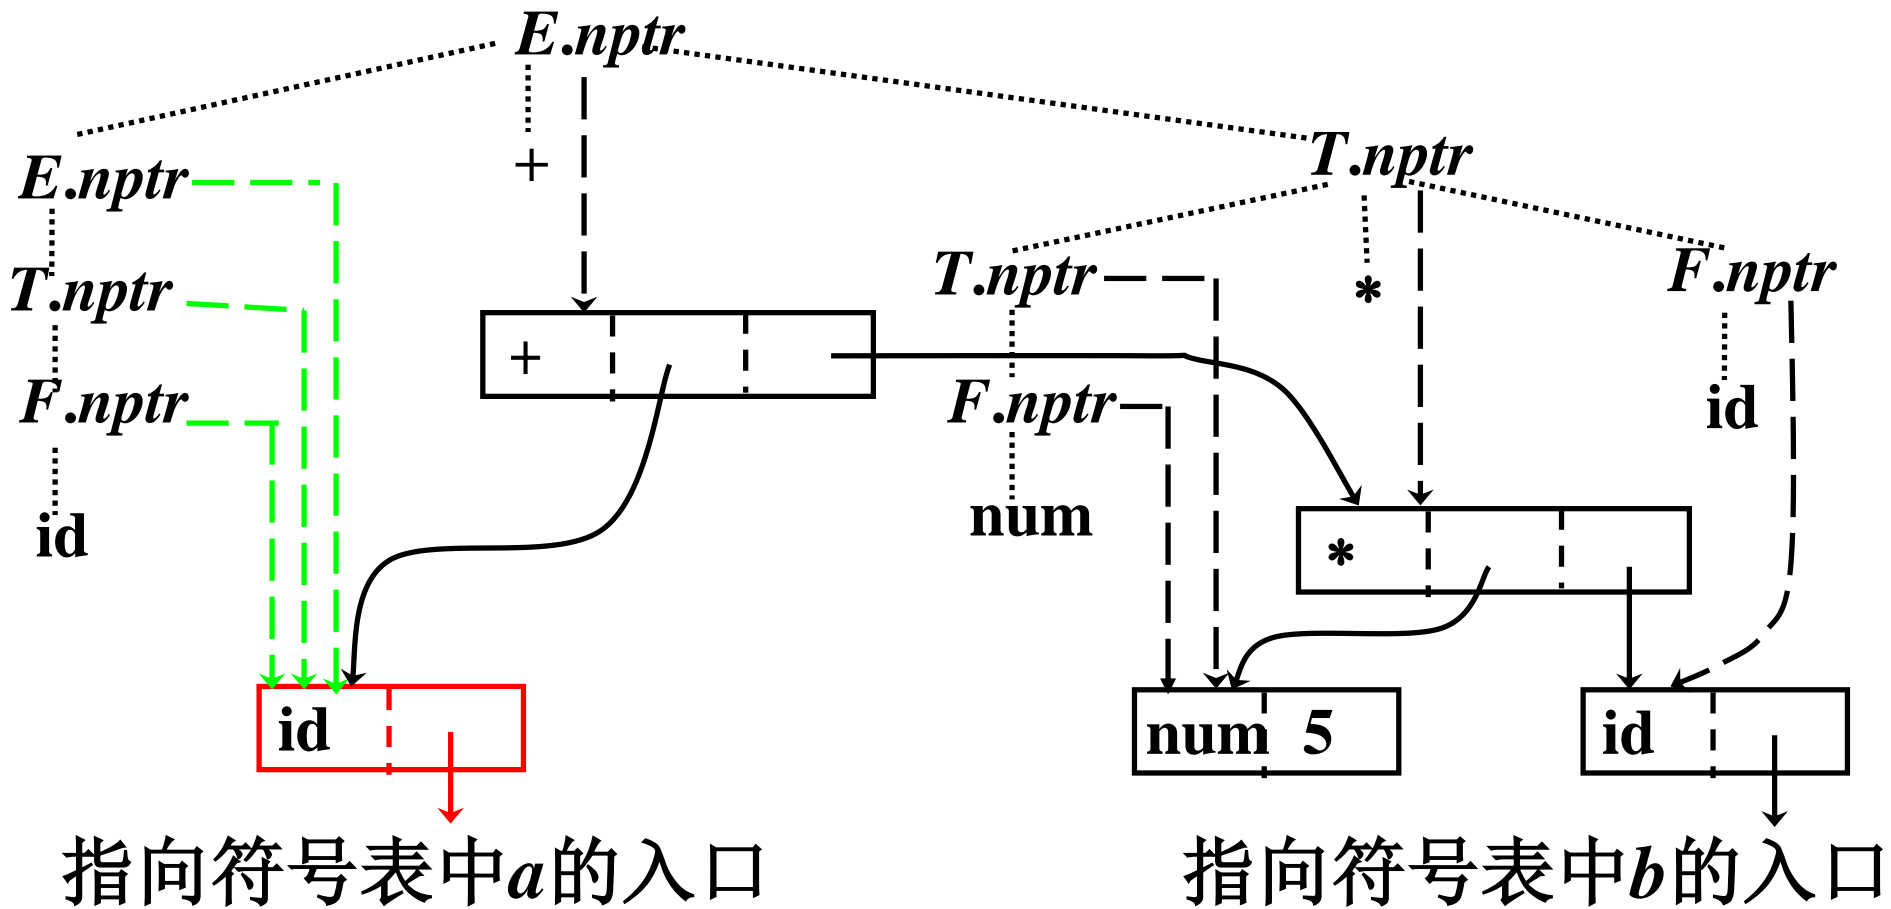 E.nptr
+
T.nptr
E.nptr
T.nptr
*
F.nptr
T.nptr
+
F.nptr
F.nptr
id
id
num
*
id
num 5
id
指向符号表中a的入口
指向符号表中b的入口